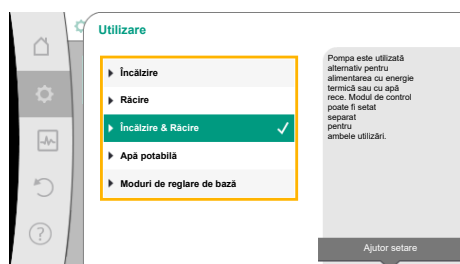 Utilizare
Încălzire
Răcire
Încălzire & Răcire
Apă potabilă
Moduri de reglare de bază
Pompa este utilizată
alternativ pentru
alimentarea cu energie
termică sau cu apă
rece. Modul de control
poate fi setat
separat
pentru
ambele utilizări.
Ajutor setare